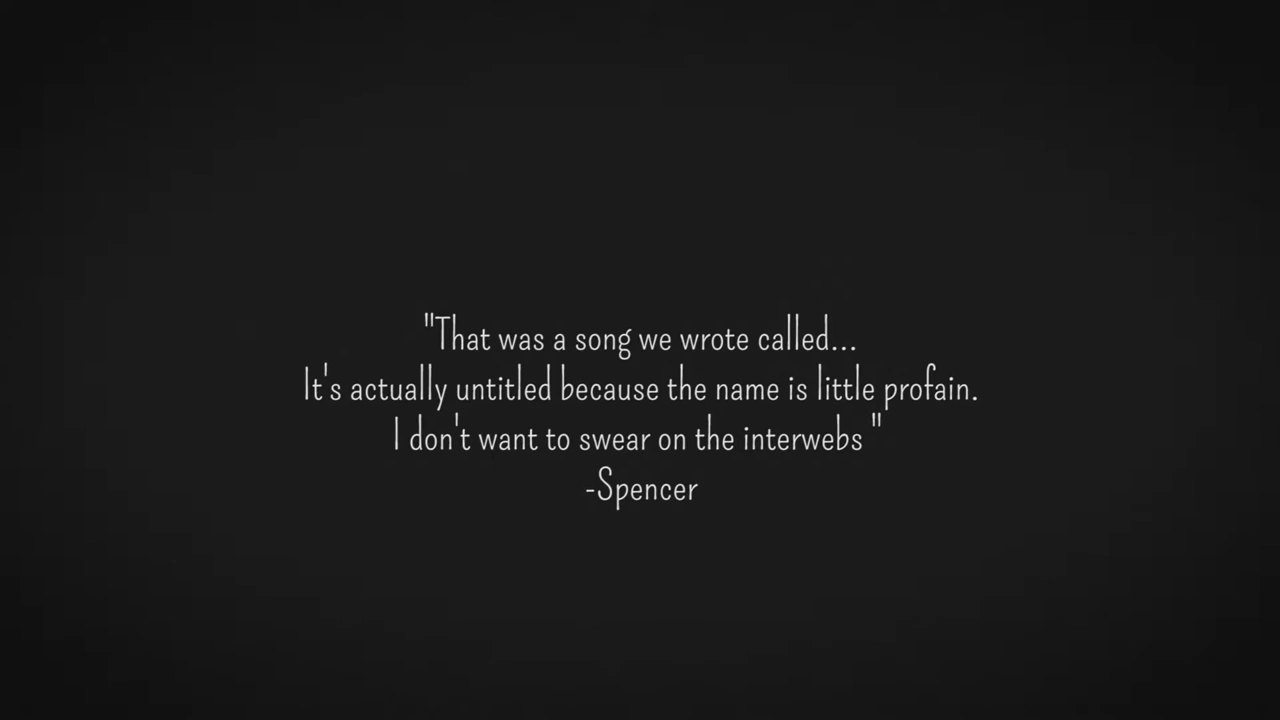 "That was a song we wrote called...
It's actually untitled because the name is little profain.
I don't want to swear on the interwebs "
-Spencer